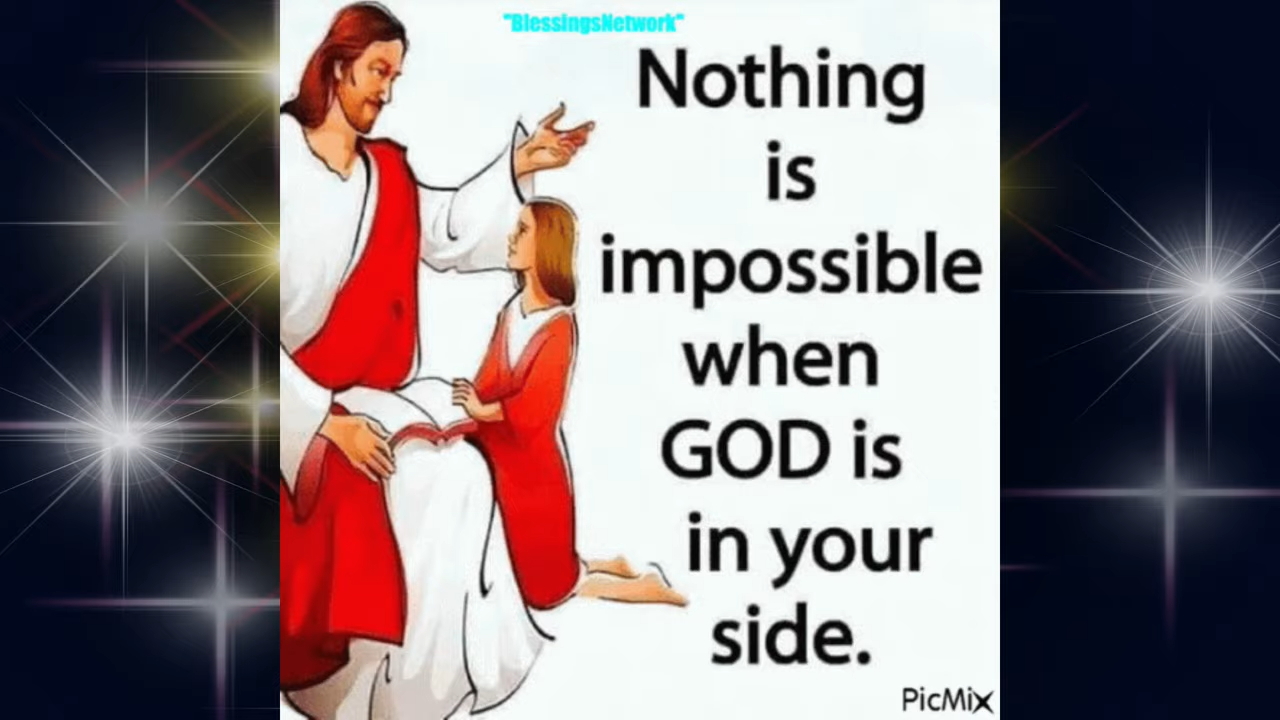 "BlessingsNetwork"
Nothing
is
impossible
when
GOD is
in your
side.
PicMix